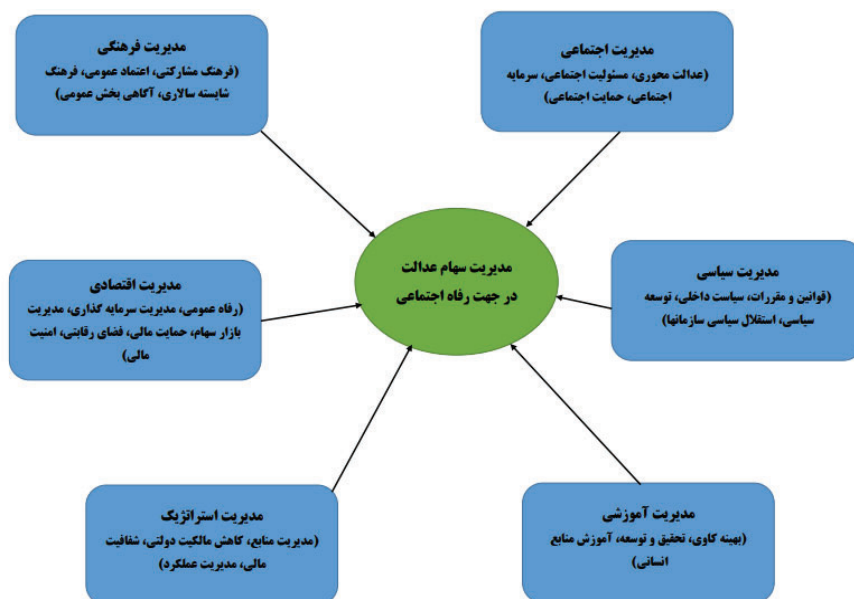 مدیریت اجتماعی
(عدالت محوری، مسئولیت اجتماعی، سرمایه
اجتماعی، حمایت اجتماعی)
مدیریت فرهنگی
(فرهنگ مشارکتی، اعتماد عمومی، فرهنگ
شایسته سالاری، آگاهی بخش عمومی)
مدیریت سهام عدالت
در جهت رفاه اجتماعی
مدیریت سیاسی
(قوانین و مقررات، سیاست داخلی، توسعه
سیاسی، استقلال سیاسی سازمانها)
مدیریت اقتصادی
(رفاه عمومی، مدیریت سرمایه گذاری، مدیریت
بازار سهام، حمایت مالی، فضای رقابتی، امنیت
مالی)
مدیریت آموزشی
(بهینه کاوی، تحقیق و توسعه، آموزش منابع
انسانی)
مدیریت استراتژیک
(مدیریت منابع، کاهش مالکیت دولتی، شفافیت
مالی، مدیریت عملکرد)